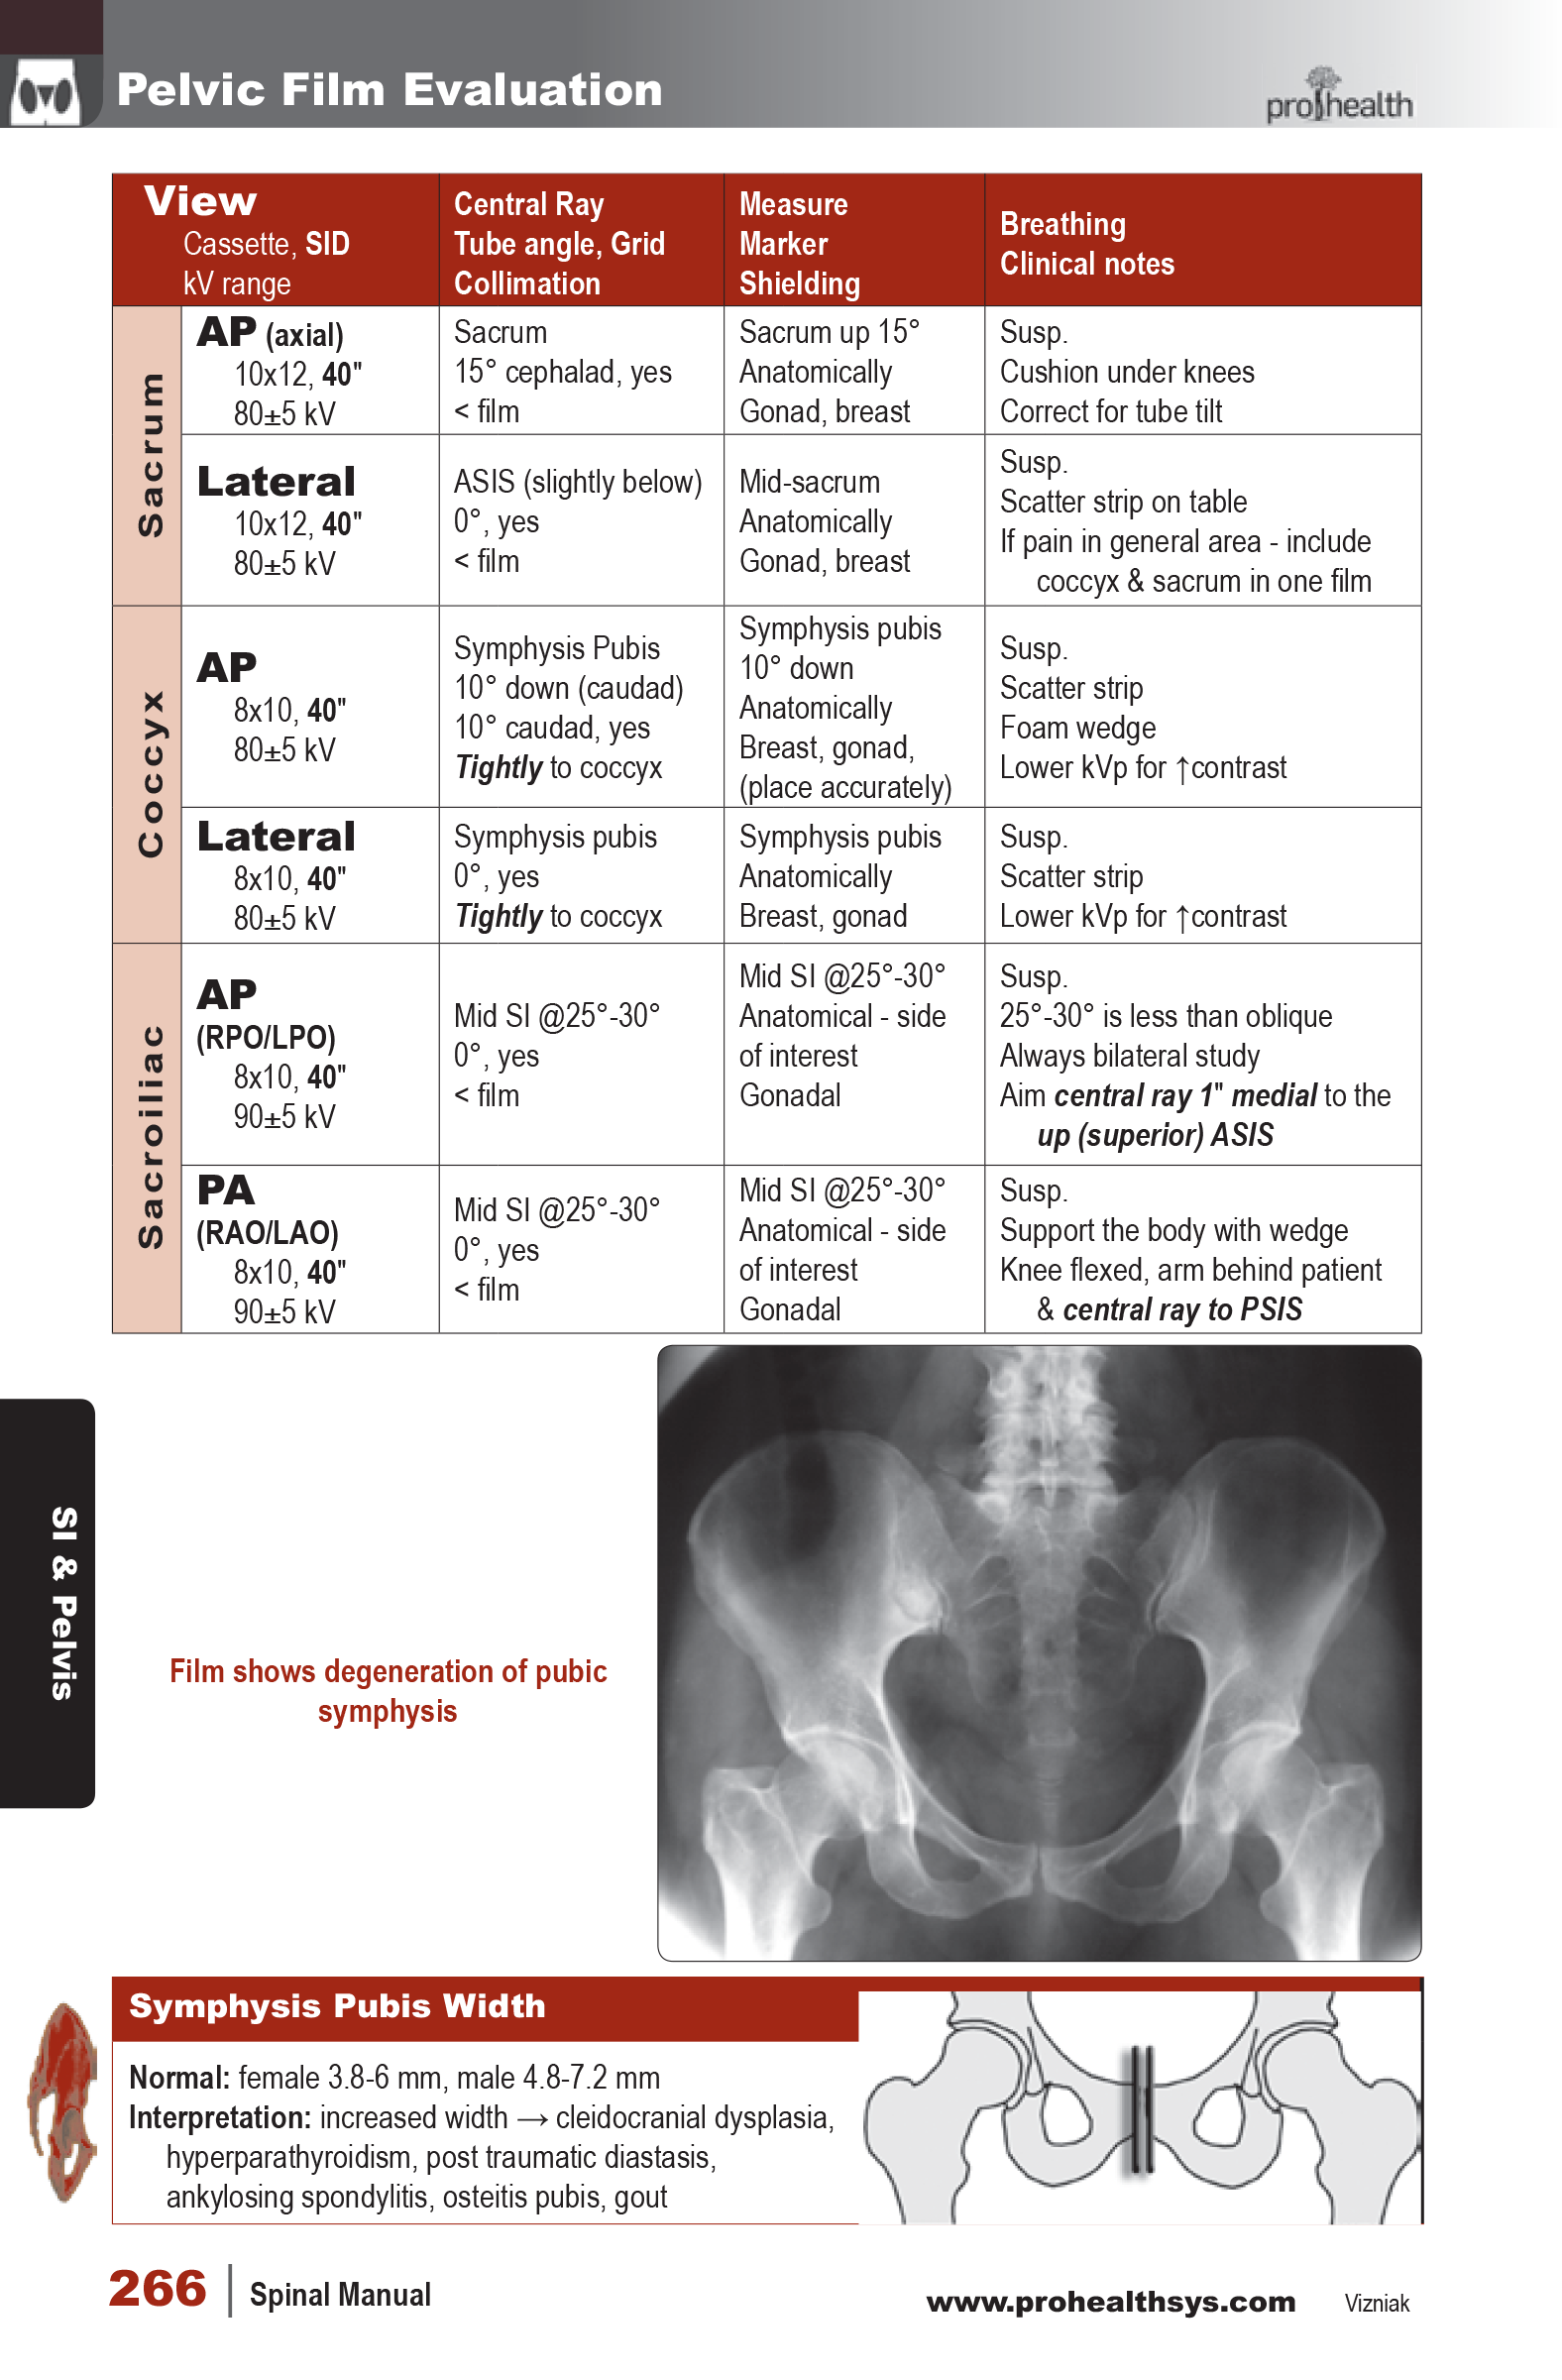 Pelvic Film Evaluation
prohealth
View
Cassette, SID
kV range
Central Ray
Tube angle, Grid
Collimation
Measure
Marker
Shielding
Breathing
Clinical notes
Sacrum
AP (axial)
10x12, 40"
80±5 kV
Sacrum
15° cephalad, yes
< film
Sacrum up 15°
Anatomically
Gonad, breast
Susp.
Cushion under knees
Correct for tube tilt
Lateral
10x12, 40"
80±5 kV
ASIS (slightly below)
0°, yes
< film
Mid-sacrum
Anatomically
Gonad, breast
Susp.
Scatter strip on table
If pain in general area - include
coccyx & sacrum in one film
Coccyx
AP
8x10, 40"
80±5 kV
Symphysis Pubis
10° down (caudad)
10° caudad, yes
Tightly to coccyx
Symphysis pubis
10° down
Anatomically
Breast, gonad,
(place accurately)
Susp.
Scatter strip
Foam wedge
Lower kVp for ↑contrast
Lateral
8x10, 40"
80±5 kV
Symphysis pubis
0°, yes
Tightly to coccyx
Symphysis pubis
Anatomically
Breast, gonad
Susp.
Scatter strip
Lower kVp for ↑contrast
Sacroiliac
AP
(RPO/LPO)
8x10, 40"
90±5 kV
Mid SI @25°-30°
0°, yes
< film
Mid SI @25°-30°
Anatomical - side
of interest
Gonadal
Susp.
25°-30° is less than oblique
Always bilateral study
Aim central ray 1" medial to the
up (superior) ASIS
PA
(RAO/LAO)
8x10, 40"
90±5 kV
Mid SI @25°-30°
0°, yes
< film
Mid SI @25°-30°
Anatomical - side
of interest
Gonadal
Susp.
Support the body with wedge
Knee flexed, arm behind patient
& central ray to PSIS
SI & Pelvis
Film shows degeneration of pubic
symphysis
Symphysis Pubis Width
Normal: female 3.8-6 mm, male 4.8-7.2 mm
Interpretation: increased width → cleidocranial dysplasia,
hyperparathyroidism, post traumatic diastasis,
ankylosing spondylitis, osteitis pubis, gout
266
Spinal Manual
www.prohealthsys.com
Vizniak